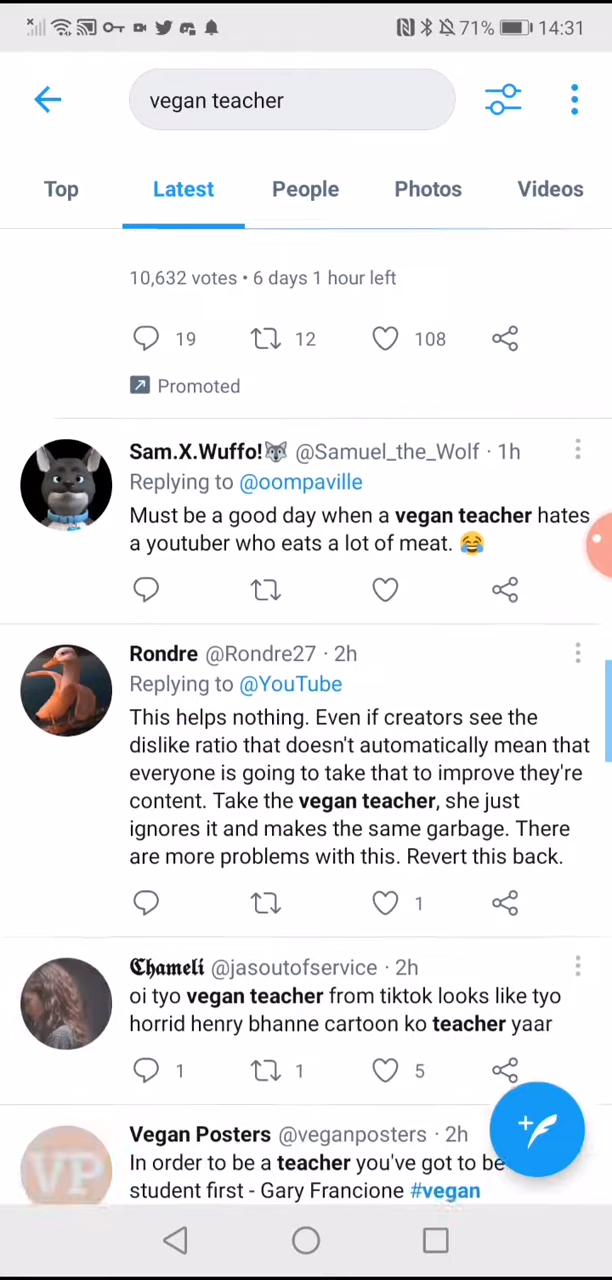 71% 14:31
vegan teacher
Top Latest People Photos Videos
10,632 votes • 6 days 1 hour left
19 12 108
Promoted
Sam.X.Wuffo!🐺 @Samuel_the_Wolf · 1h
Replying to @oompaville
Must be a good day when a vegan teacher hates
a youtuber who eats a lot of meat. 😂
Rondre @Rondre27 · 2h
Replying to @YouTube
This helps nothing. Even if creators see the
dislike ratio that doesn't automatically mean that
everyone is going to take that to improve they're
content. Take the vegan teacher, she just
ignores it and makes the same garbage. There
are more problems with this. Revert this back.
1
𝕮𝖍𝖆𝖒𝖊𝖑𝖎 @jasoutofservice · 2h
oi tyo vegan teacher from tiktok looks like tyo
horrid henry bhanne cartoon ko teacher yaar
1 1 5
Vegan Posters @veganposters · 2h
VP
In order to be a teacher you've got to be
student first - Gary Francione #vegan